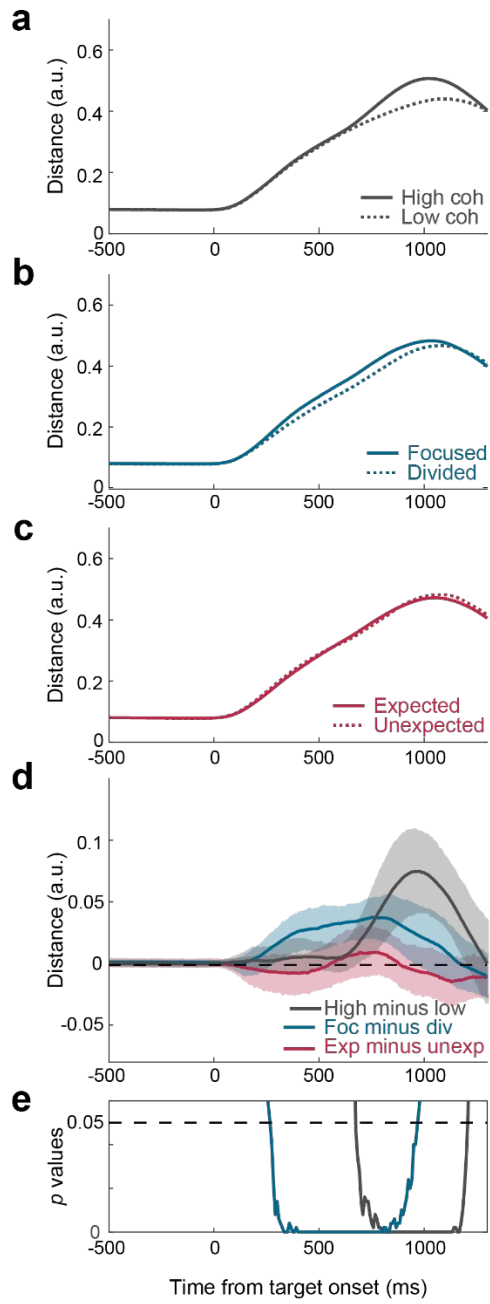 a
Distance (a.u.)
0.6
0.4
0.2
0
High coh
Low coh
-500
0
500
1000
b
Distance (a.u.)
0.6
0.4
0.2
0
Focused
Divided
-500
0
500
1000
c
Distance (a.u.)
0.6
0.4
0.2
0
Expected
Unexpected
-500
0
500
1000
d
Distance (a.u.)
0.1
0.05
0
-0.05
High minus low
Foc minus div
Exp minus unexp
-500
0
500
1000
e
p values
0.05
0
-500
0
500
1000
Time from target onset (ms)